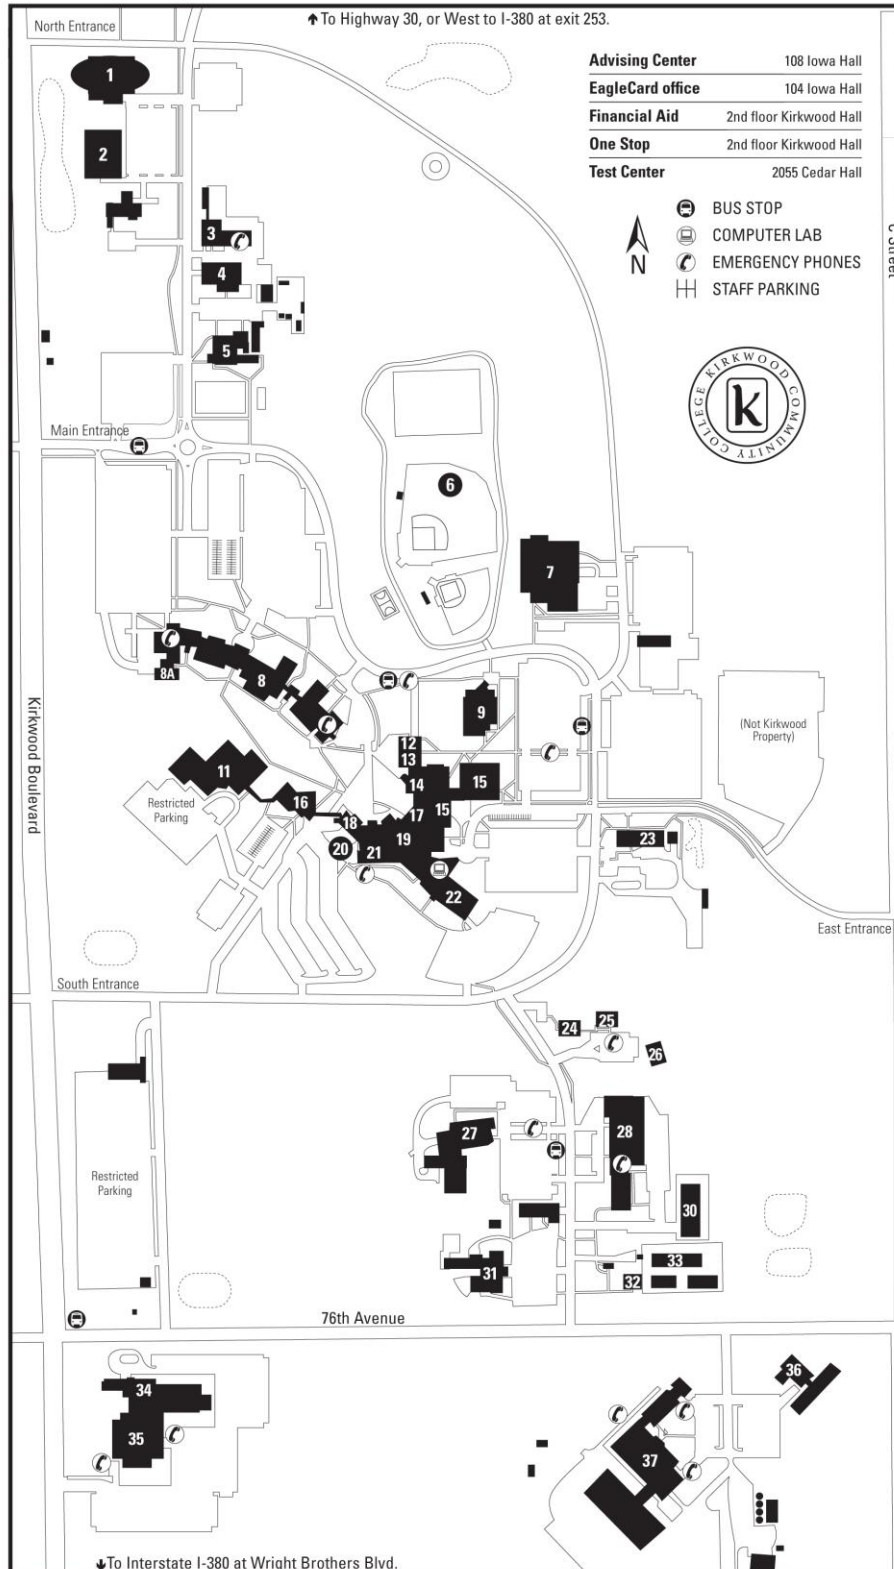 To Highway 30, or West to I-380 at exit 253.
North Entrance
Advising Center 108 Iowa Hall
EagleCard office 104 Iowa Hall
Financial Aid 2nd floor Kirkwood Hall
One Stop 2nd floor Kirkwood Hall
Test Center 2055 Cedar Hall
BUS STOP
COMPUTER LAB
EMERGENCY PHONES
STAFF PARKING
N
C Street
KIRKWOOD COMMUNITY COLLEGE
k
1
2
3
4
5
Main Entrance
6
7
8
8A
9
Kirkwood Boulevard
(Not Kirkwood
Property)
11
12
13
14
15
15
16
17
18
19
20
21
22
23
Restricted
Parking
East Entrance
South Entrance
24
25
26
27
28
Restricted
Parking
30
31
32
33
76th Avenue
34
35
36
37
To Interstate I-380 at Wright Brothers Blvd.